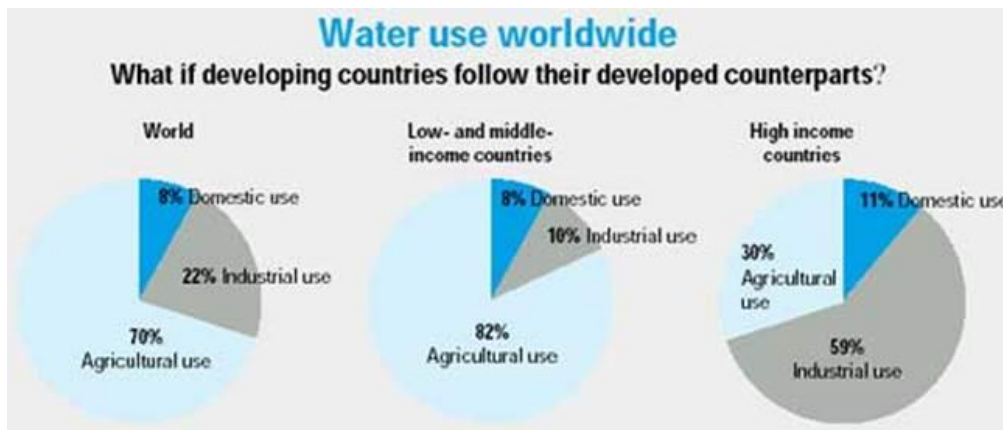 Water use worldwide
What if developing countries follow their developed counterparts?
World
8% Domestic use
22% Industrial use
70%
Agricultural use
Low- and middle-
income countries
8% Domestic use
10% Industrial use
82%
Agricultural use
High income
countries
11% Domestic use
30%
Agricultural
use
59%
Industrial use